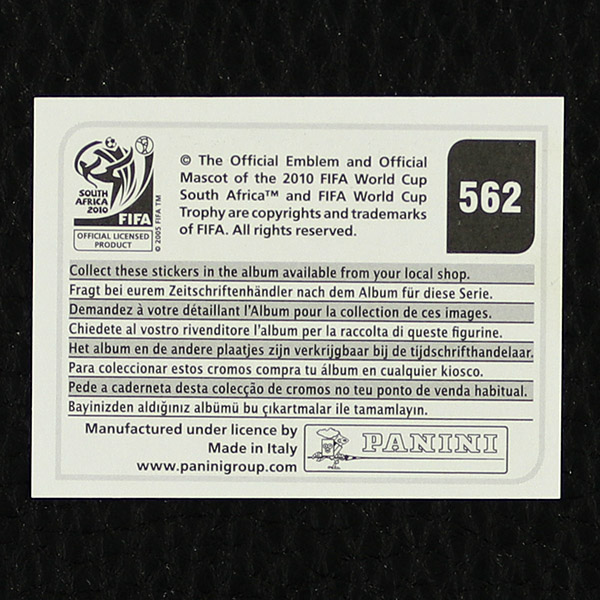 SOUTH
AFRICA
2010
FIFA
OFFICIAL LICENSED
PRODUCT
© 2005 FIFA TM
© The Official Emblem and Official
Mascot of the 2010 FIFA World Cup
South Africa™ and FIFA World Cup
Trophy are copyrights and trademarks
of FIFA. All rights reserved.
562
Collect these stickers in the album available from your local shop.
Fragt bei eurem Zeitschriftenhändler nach dem Album für diese Serie.
Demandez à votre détaillant l'Album pour la collection de ces images.
Chiedete al vostro rivenditore l'album per la raccolta di queste figurine.
Het album en de andere plaatjes zijn verkrijgbaar bij de tijdschrifthandelaar.
Para coleccionar estos cromos compra tu álbum en cualquier kiosco.
Pede a caderneta desta colecção de cromos no teu ponto de venda habitual.
Bayinizden aldığınız albümü bu çıkartmalar ile tamamlayın.
Manufactured under licence by
Made in Italy
www.paninigroup.com
PANINI